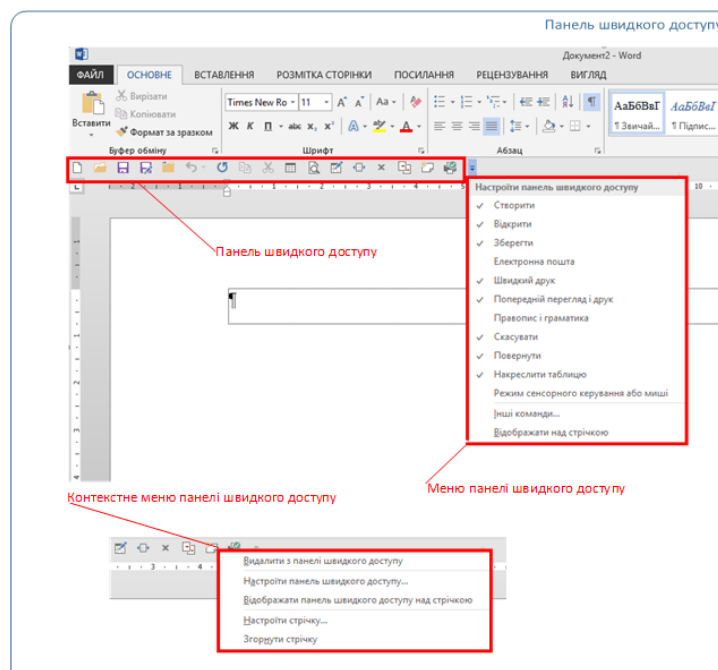 Панель швидкого доступу
Документ2 - Word
ФАЙЛ ОСНОВНЕ ВСТАВЛЕННЯ РОЗМІТКА СТОРІНКИ ПОСИЛАННЯ РЕЦЕНЗУВАННЯ ВИГЛЯД
Вставити
Вирізати
Копіювати
Формат за зразком
Times New Ro 11
Ж К П abc x₂ x²
АаБбВвГ АаБбВвГ
¶ Звичай... ¶ Підпис...
Буфер обміну Шрифт Абзац
Панель швидкого доступу
Настроїти панель швидкого доступу
Створити
Відкрити
Зберегти
Електронна пошта
Швидкий друк
Попередній перегляд і друк
Правопис і граматика
Скасувати
Повернути
Накреслити таблицю
Режим сенсорного керування або миші
Інші команди...
Відображати над стрічкою
Меню панелі швидкого доступу
Контекстне меню панелі швидкого доступу
Видалити з панелі швидкого доступу
Настроїти панель швидкого доступу...
Відображати панель швидкого доступу над стрічкою
Настроїти стрічку...
Згорнути стрічку